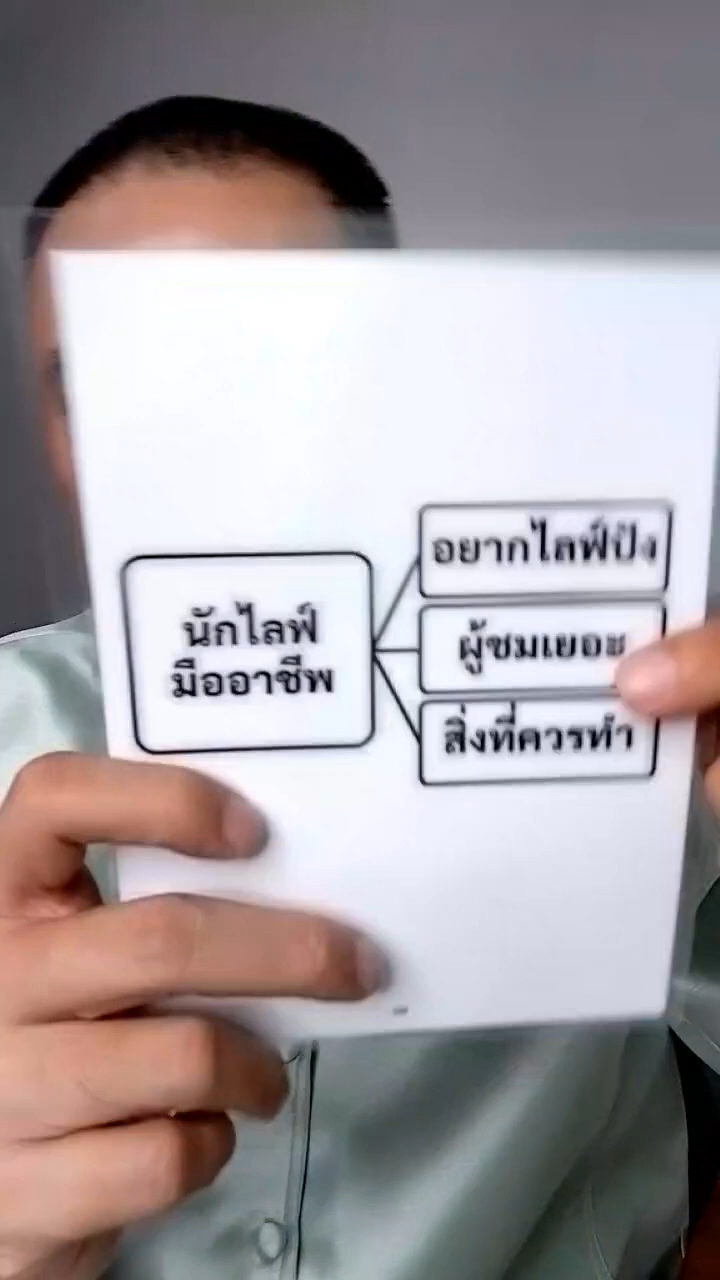 นักไลฟ์
มืออาชีพ
อยากไลฟ์ปัง
ผู้ชมเยอะ
สิ่งที่ควรทำ